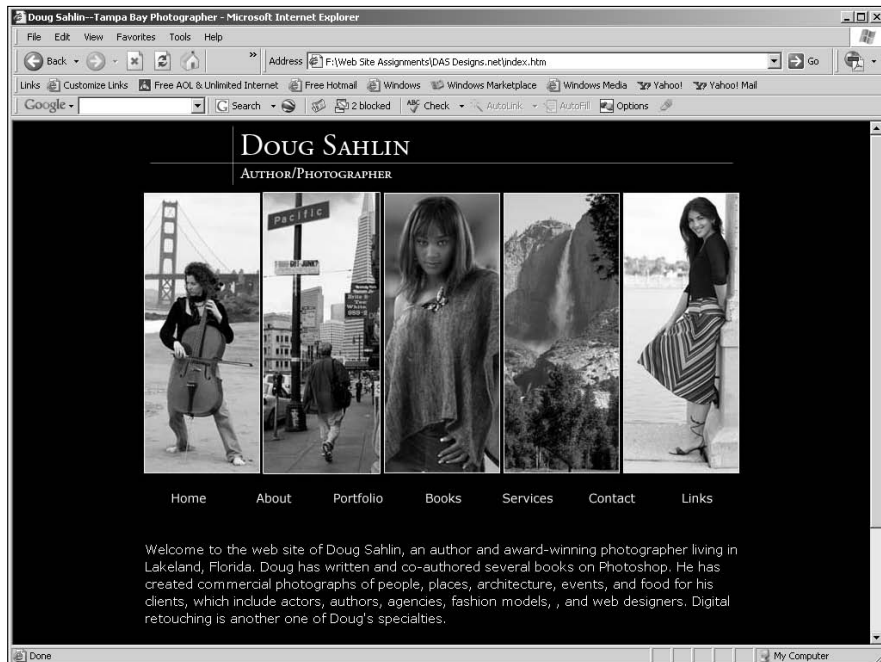 Doug Sahlin--Tampa Bay Photographer - Microsoft Internet Explorer
File Edit View Favorites Tools Help
Back » Address F:\Web Site Assignments\DAS Designs.net\index.htm Go
Links Customize Links Free AOL & Unlimited Internet Free Hotmail Windows Windows Marketplace Windows Media Yahoo! Yahoo! Mail
Google Search 2 blocked ABC Check AutoLink AutoFill Options
Doug Sahlin
Author/Photographer
Pacific
Home About Portfolio Books Services Contact Links
Welcome to the web site of Doug Sahlin, an author and award-winning photographer living in
Lakeland, Florida. Doug has written and co-authored several books on Photoshop. He has
created commercial photographs of people, places, architecture, events, and food for his
clients, which include actors, authors, agencies, fashion models, , and web designers. Digital
retouching is another one of Doug's specialties.
Done My Computer